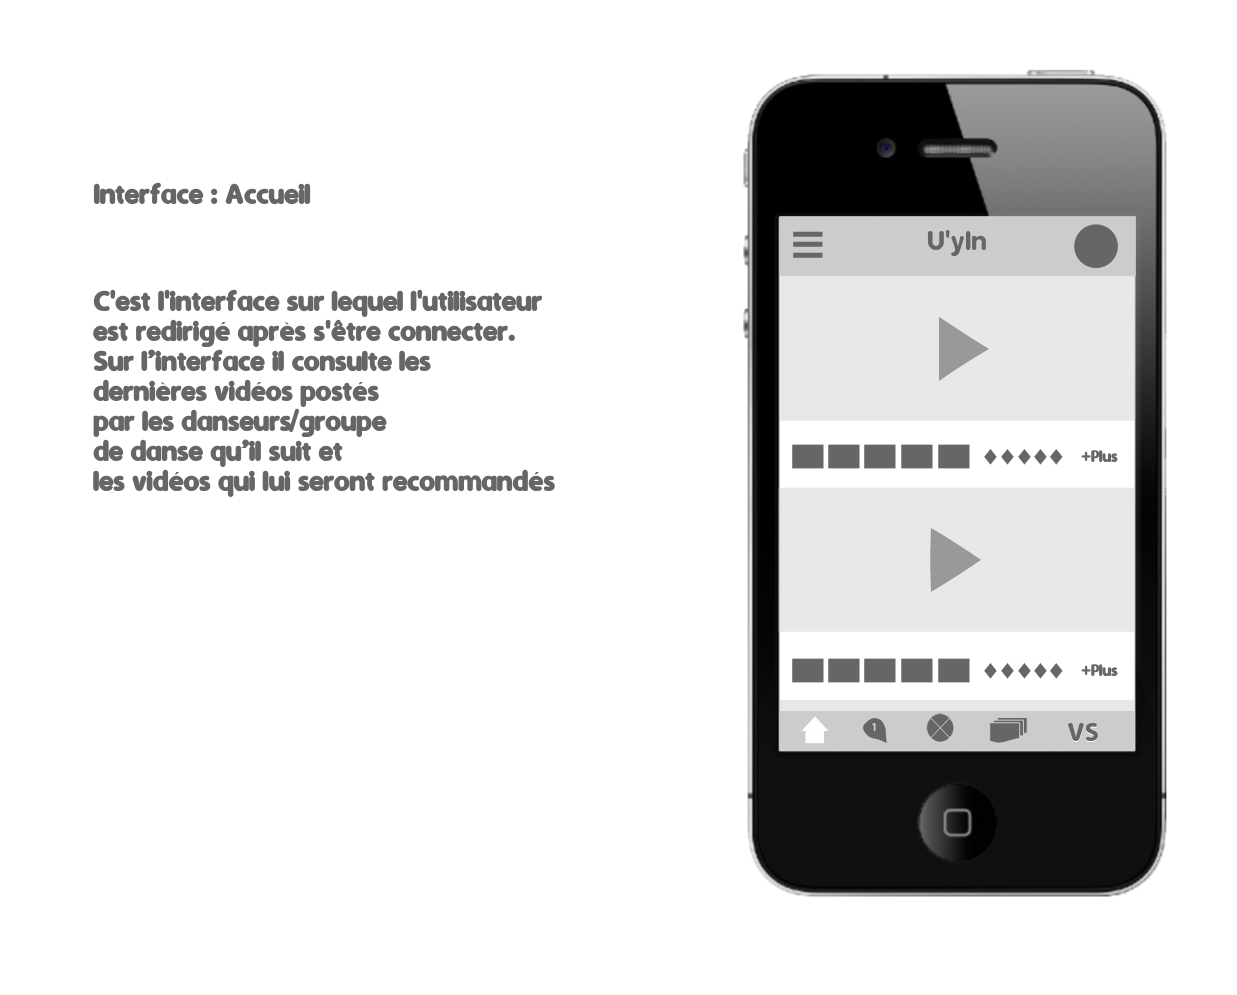 Interface : Accueil
C'est l'interface sur lequel l'utilisateur
est redirigé après s'être connecter.
Sur l’interface il consulte les
dernières vidéos postés
par les danseurs/groupe
de danse qu’il suit et
les vidéos qui lui seront recommandés
U'yIn
+Plus
+Plus
1
VS